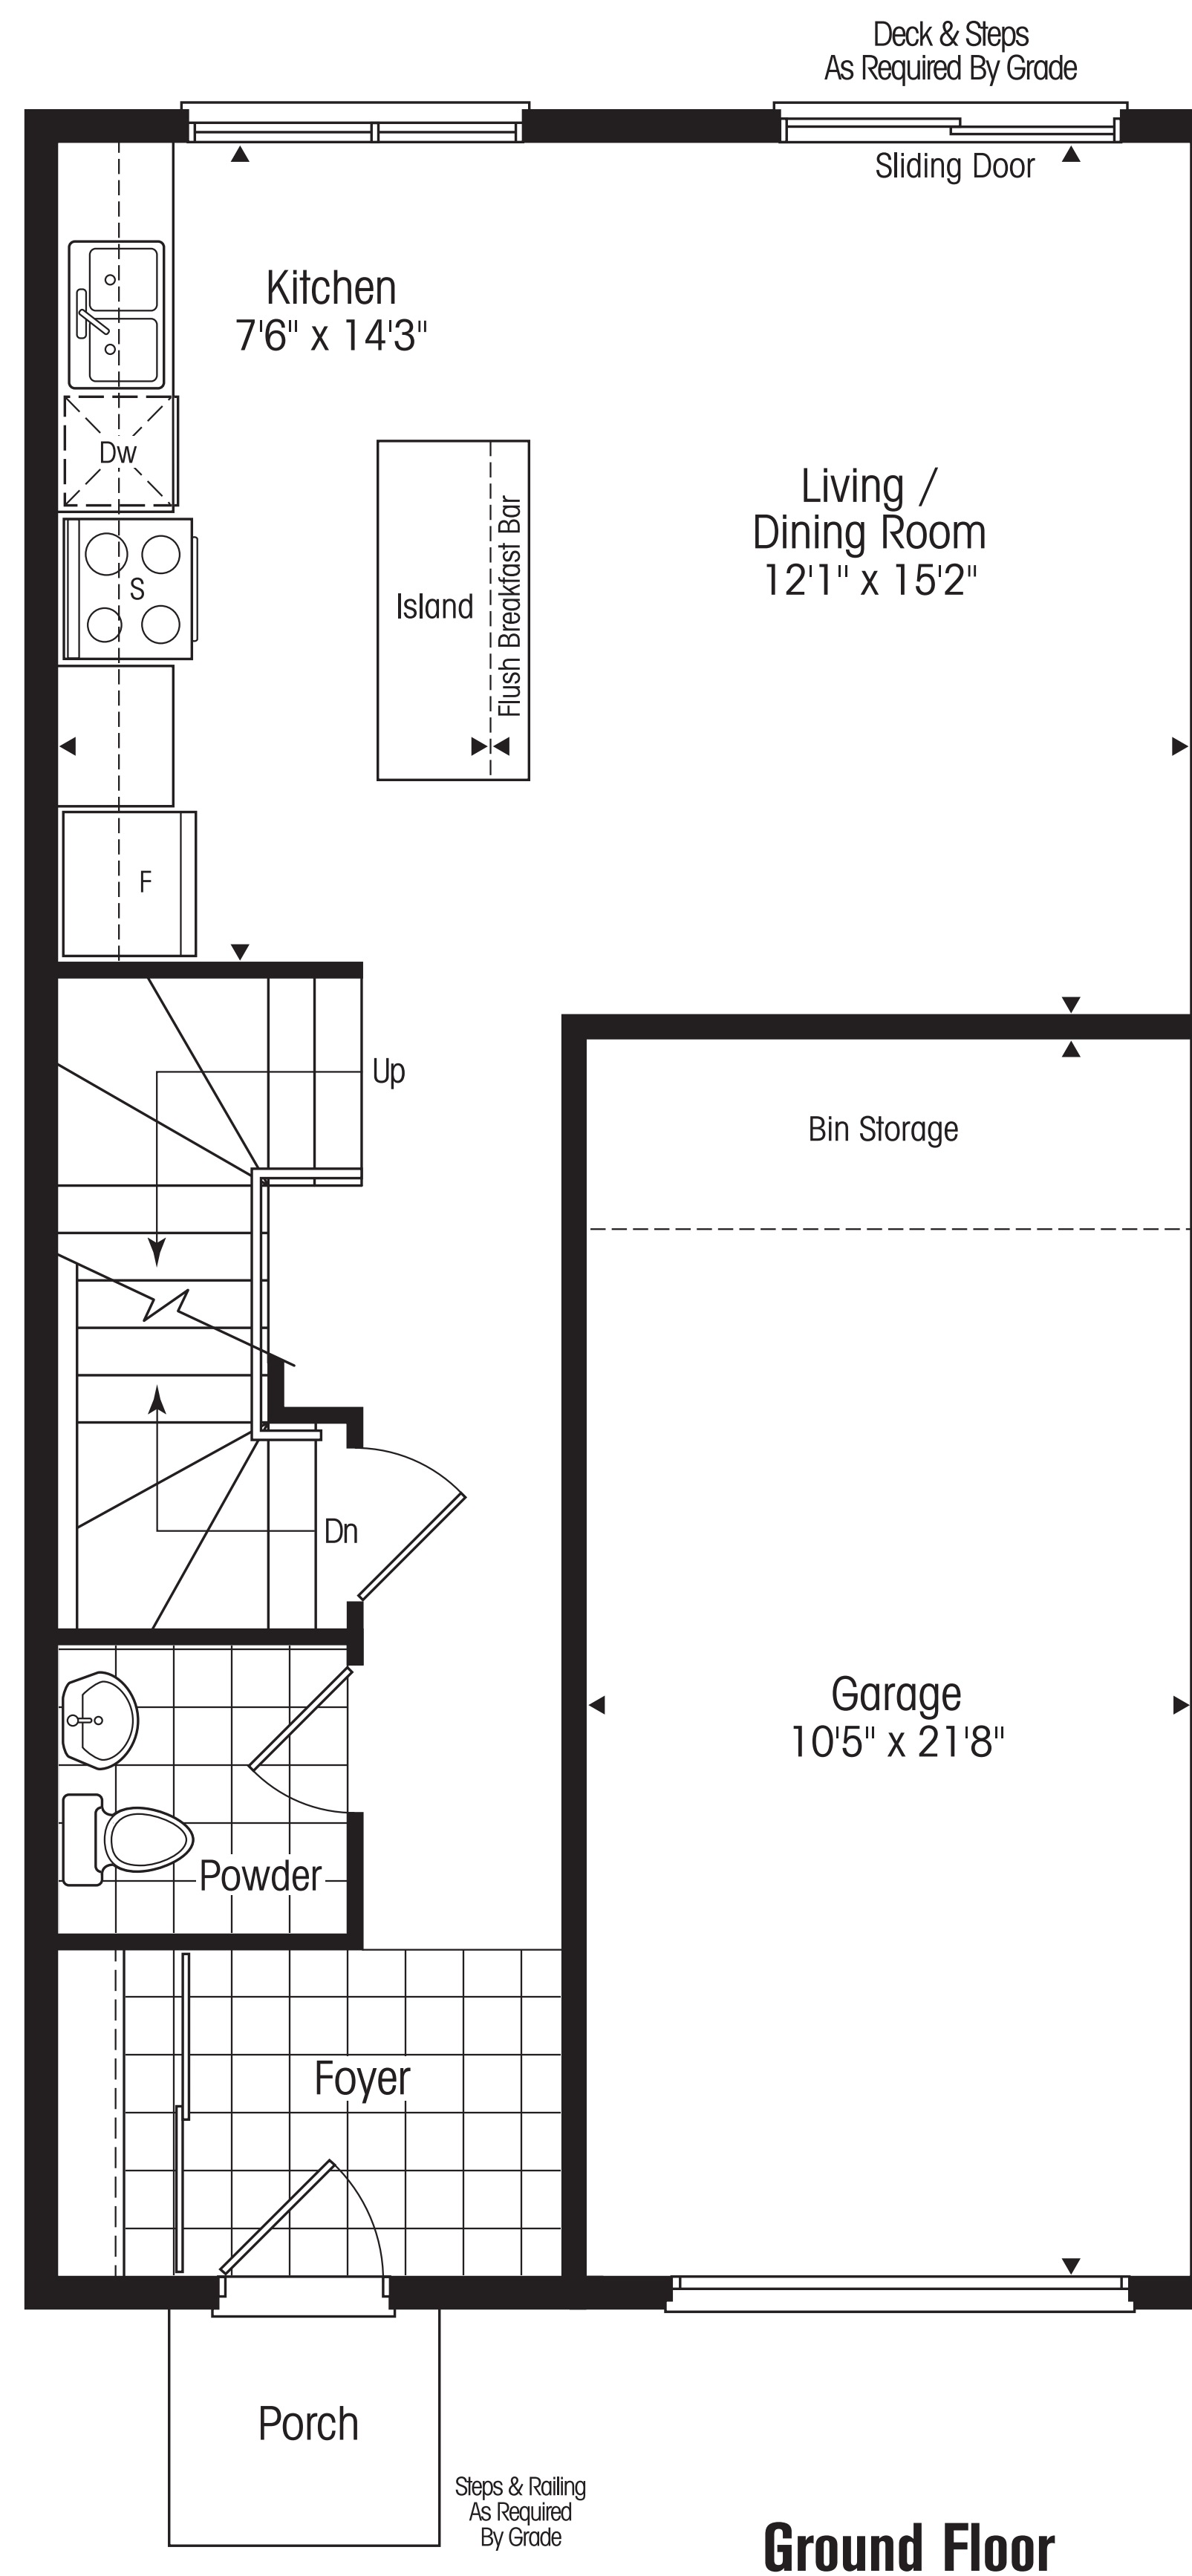 Deck & Steps
As Required By Grade
Sliding Door
Kitchen
7'6" x 14'3"
Dw
S
Island
Flush Breakfast Bar
Living /
Dining Room
12'1" x 15'2"
F
Up
Bin Storage
Dn
Garage
10'5" x 21'8"
Powder
Foyer
Porch
Steps & Railing
As Required
By Grade
Ground Floor